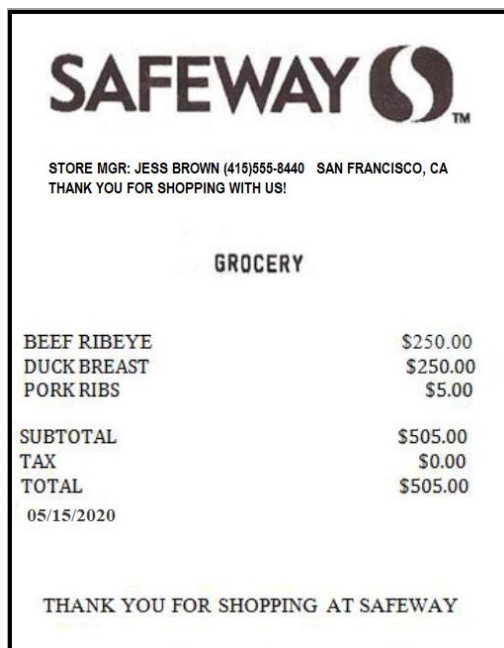 SAFEWAY TM
STORE MGR: JESS BROWN (415)555-8440 SAN FRANCISCO, CA
THANK YOU FOR SHOPPING WITH US!
GROCERY
BEEF RIBEYE $250.00
DUCK BREAST $250.00
PORK RIBS $5.00
SUBTOTAL $505.00
TAX $0.00
TOTAL $505.00
05/15/2020
THANK YOU FOR SHOPPING AT SAFEWAY